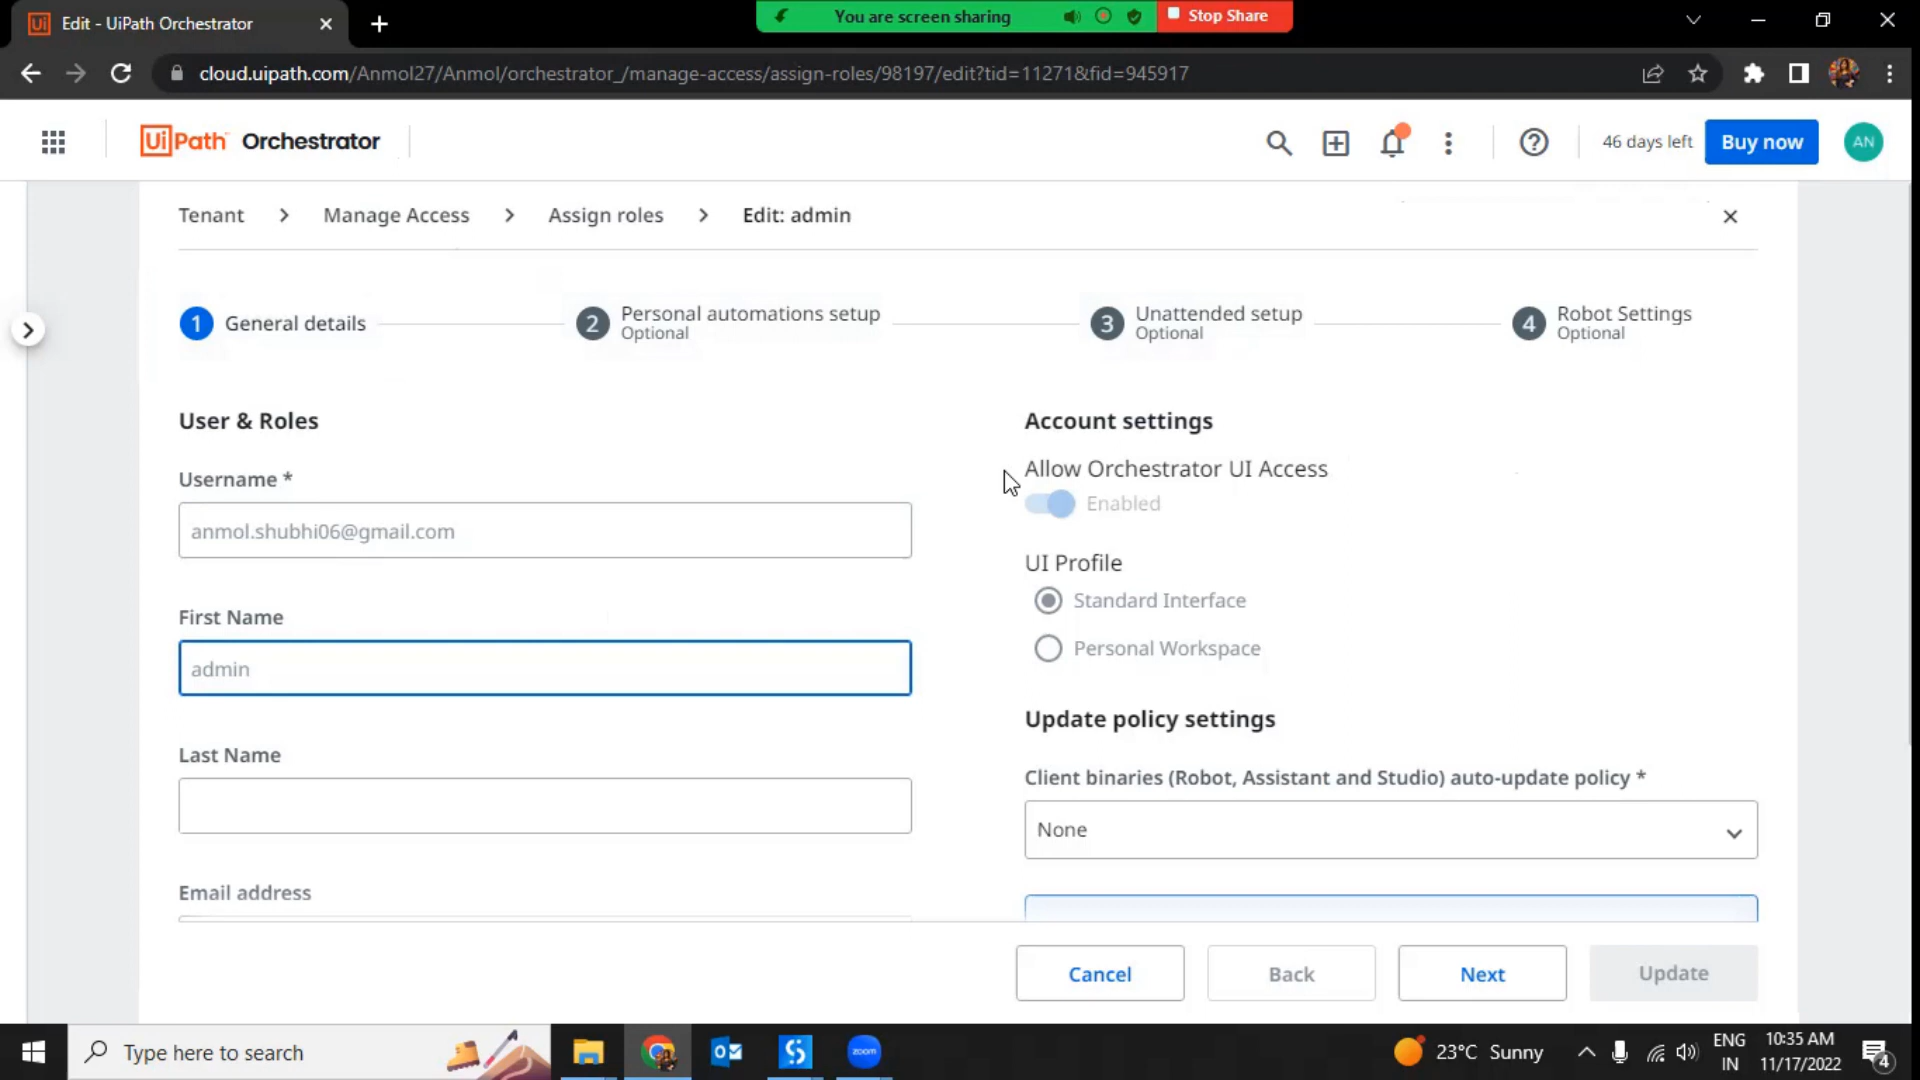 Edit - UiPath Orchestrator
You are screen sharing
Stop Share
cloud.uipath.com/Anmol27/Anmol/orchestrator_/manage-access/assign-roles/98197/edit?tid=11271&fid=945917
UiPath Orchestrator
46 days left
Buy now
AN
Tenant > Manage Access > Assign roles > Edit: admin
1 General details
2 Personal automations setup
Optional
3 Unattended setup
Optional
4 Robot Settings
Optional
User & Roles
Username *
anmol.shubhi06@gmail.com
First Name
admin
Last Name
Email address
Account settings
Allow Orchestrator UI Access
Enabled
UI Profile
Standard Interface
Personal Workspace
Update policy settings
Client binaries (Robot, Assistant and Studio) auto-update policy *
None
Cancel
Back
Next
Update
Type here to search
zoom
23°C Sunny
ENG
IN
10:35 AM
11/17/2022
4